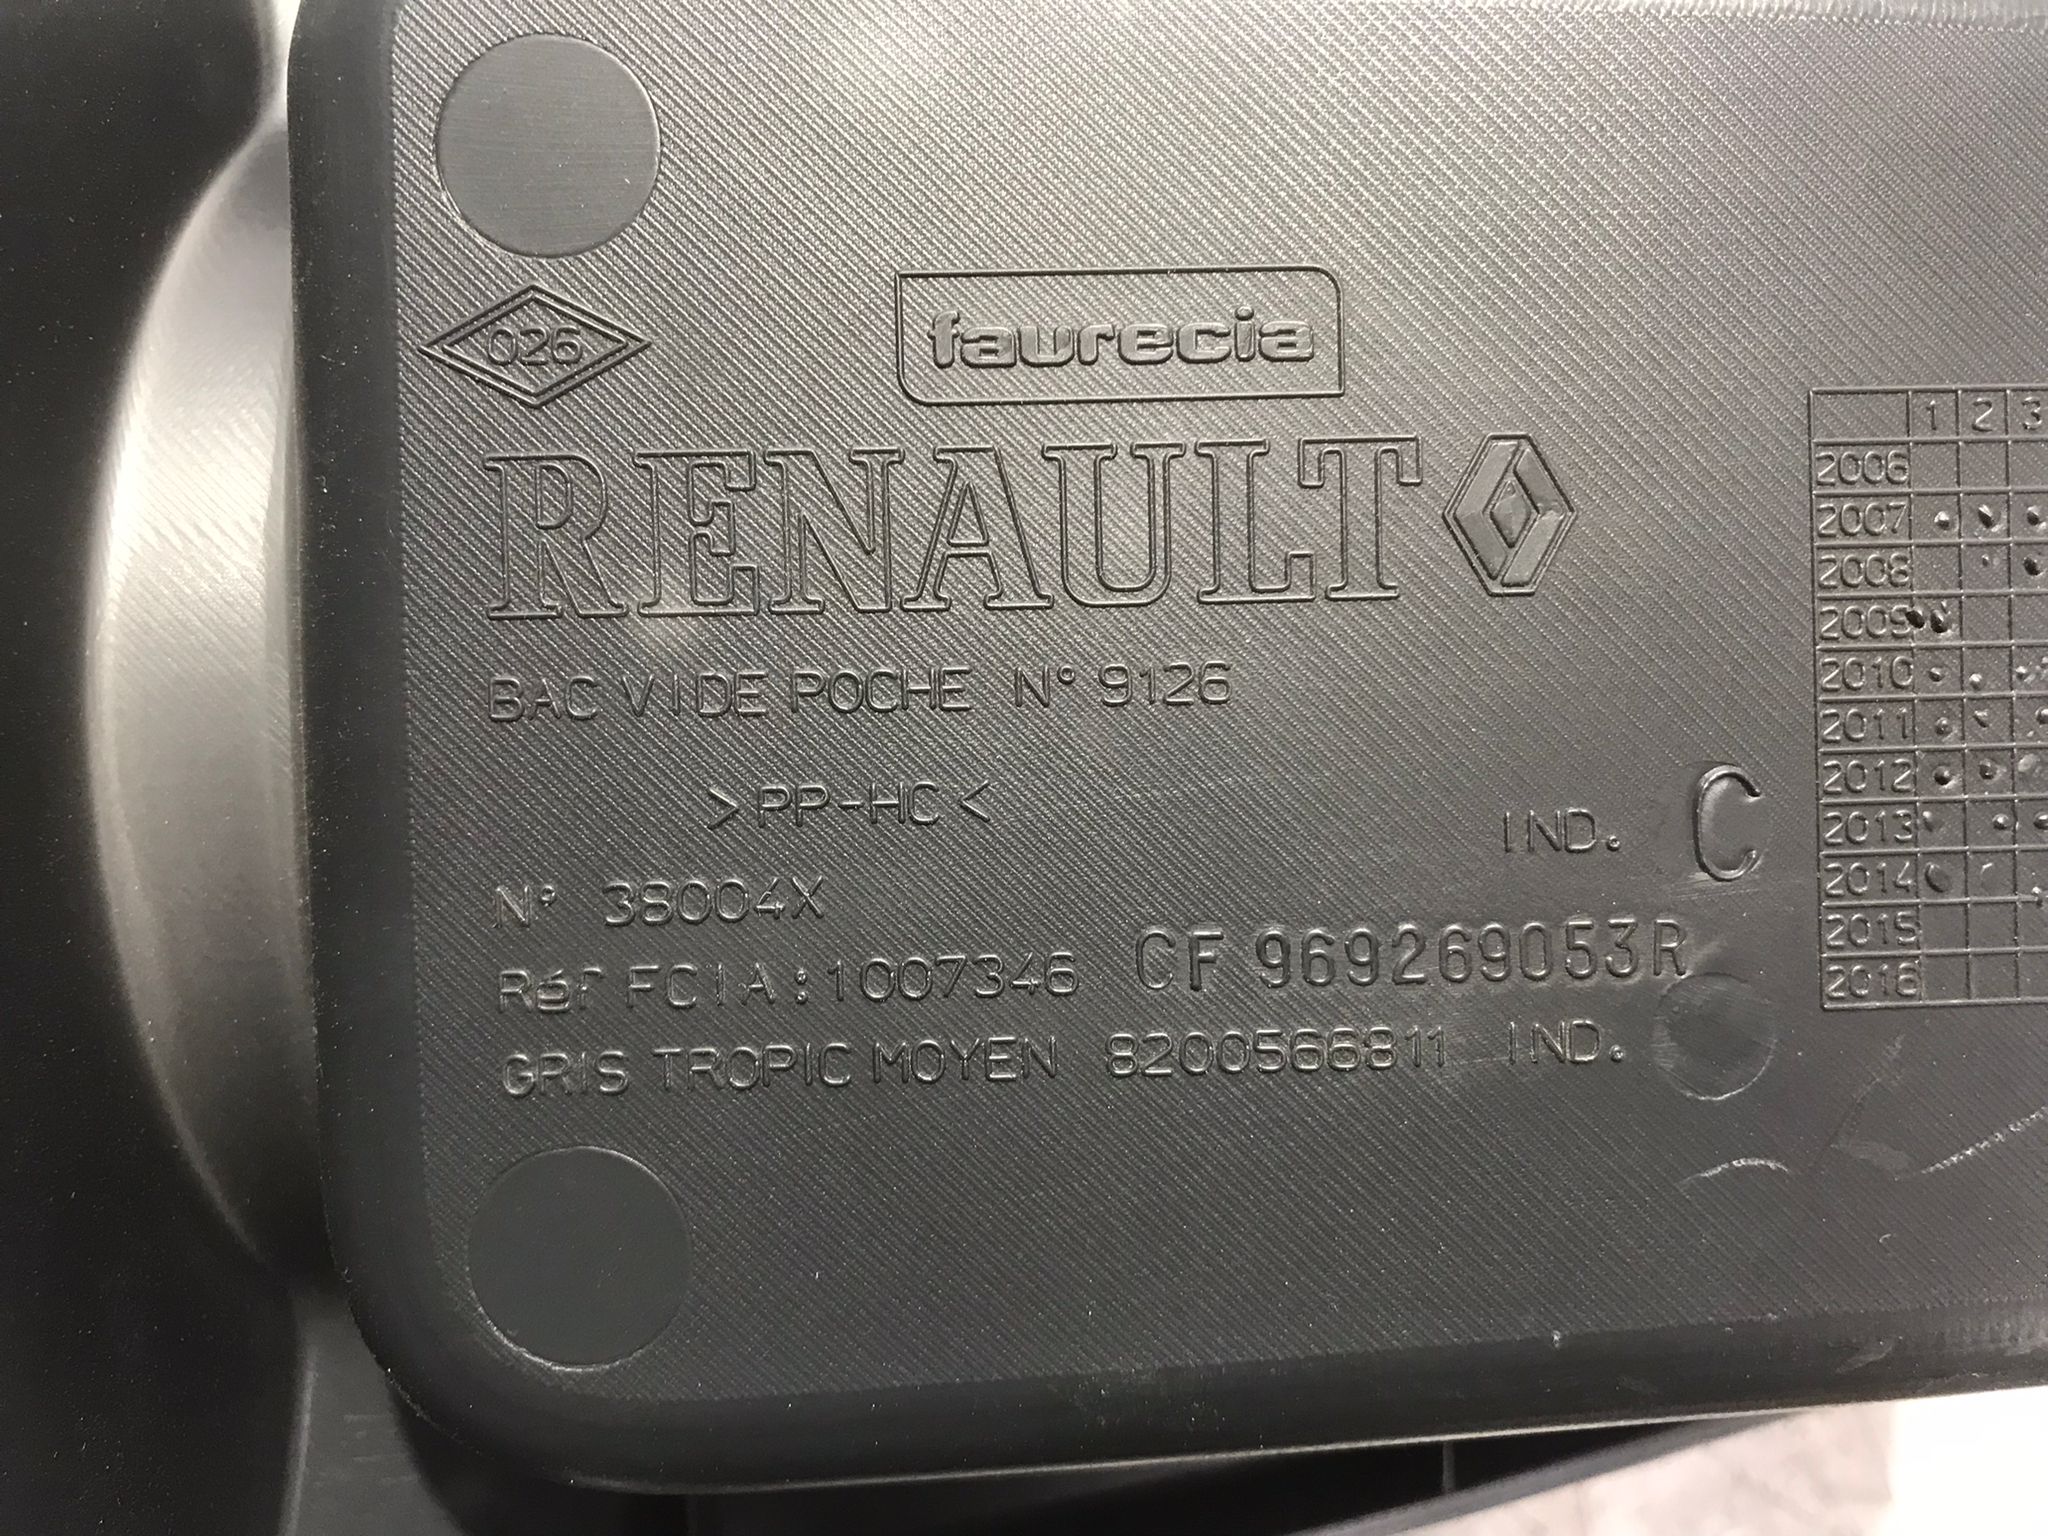 026
faurecia
RENAULT
BAC VIDE POCHE N° 9126
>PP-HC<
IND. C
N° 38004X
Réf FCIA:1007346 CF 969269053R
GRIS TROPIC MOYEN 8200566811 IND.
1 2 3
2006
2007
2008
2009
2010
2011
2012
2013
2014
2015
2016